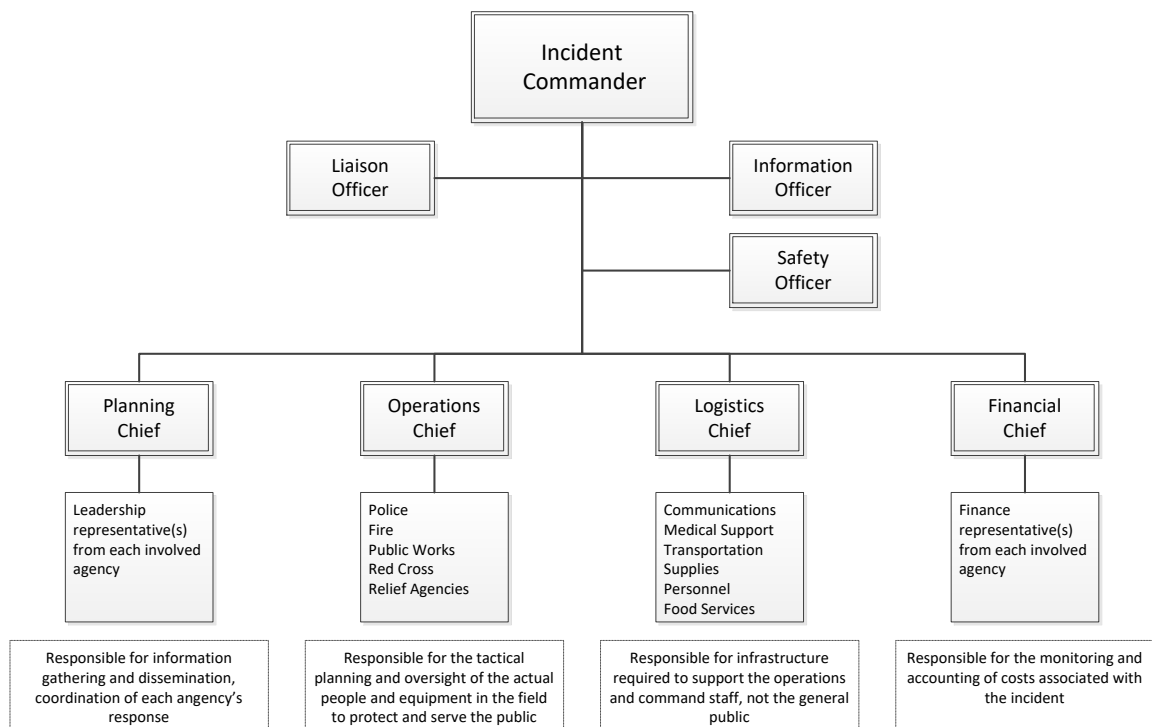 Incident
Commander
Liaison
Officer
Information
Officer
Safety
Officer
Planning
Chief
Operations
Chief
Logistics
Chief
Financial
Chief
Leadership
representative(s)
from each involved
agency
Police
Fire
Public Works
Red Cross
Relief Agencies
Communications
Medical Support
Transportation
Supplies
Personnel
Food Services
Finance
representative(s)
from each involved
agency
Responsible for information
gathering and dissemination,
coordination of each angency’s
response
Responsible for the tactical
planning and oversight of the actual
people and equipment in the field
to protect and serve the public
Responsible for infrastructure
required to support the operations
and command staff, not the general
public
Responsible for the monitoring and
accounting of costs associated with
the incident